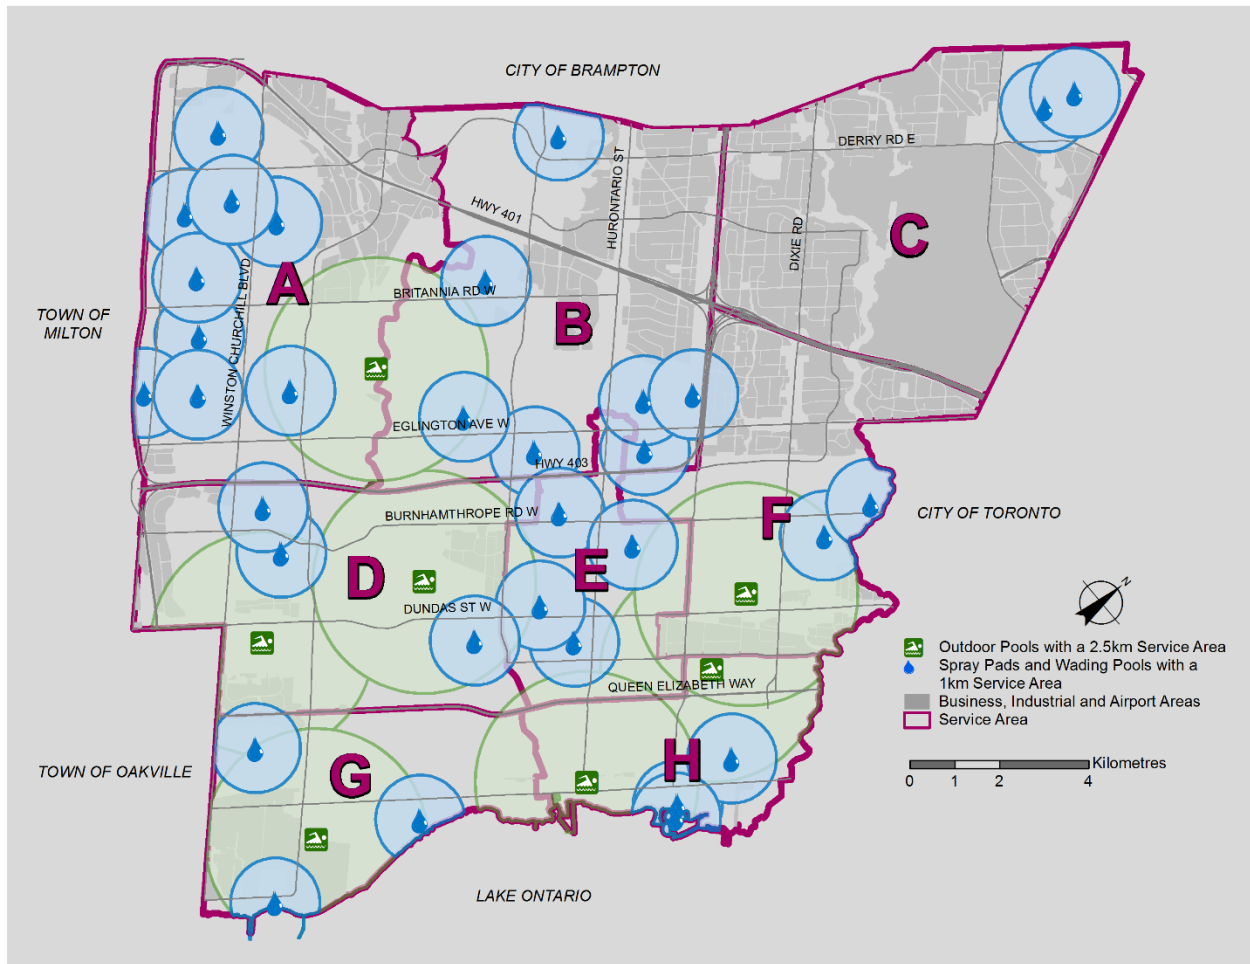 CITY OF BRAMPTON
DERRY RD E
HWY 401
HURONTARIO ST
DIXIE RD
C
A
WINSTON CHURCHILL BLVD
BRITANNIA RD W
B
TOWN OF
MILTON
EGLINGTON AVE W
HWY 403
BURNHAMTHROPE RD W
F
CITY OF TORONTO
D
E
DUNDAS ST W
N
Outdoor Pools with a 2.5km Service Area
Spray Pads and Wading Pools with a
1km Service Area
Business, Industrial and Airport Areas
Service Area
QUEEN ELIZABETH WAY
TOWN OF OAKVILLE
G
H
Kilometres
0 1 2 4
LAKE ONTARIO